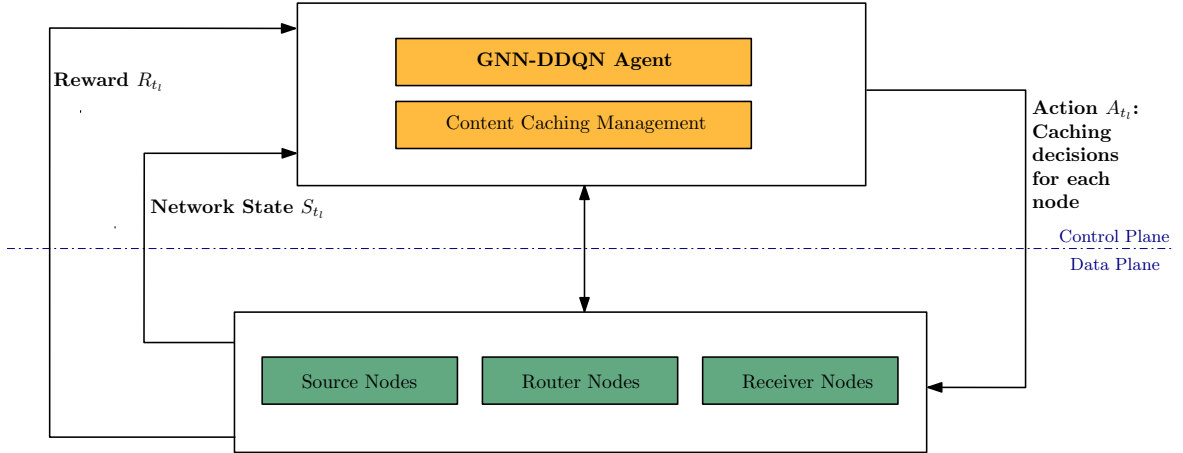 GNN-DDQN Agent
Content Caching Management
Reward $R_{t_l}$
Network State $S_{t_l}$
Action $A_{t_l}$:
Caching
decisions
for each
node
Control Plane
Data Plane
Source Nodes
Router Nodes
Receiver Nodes